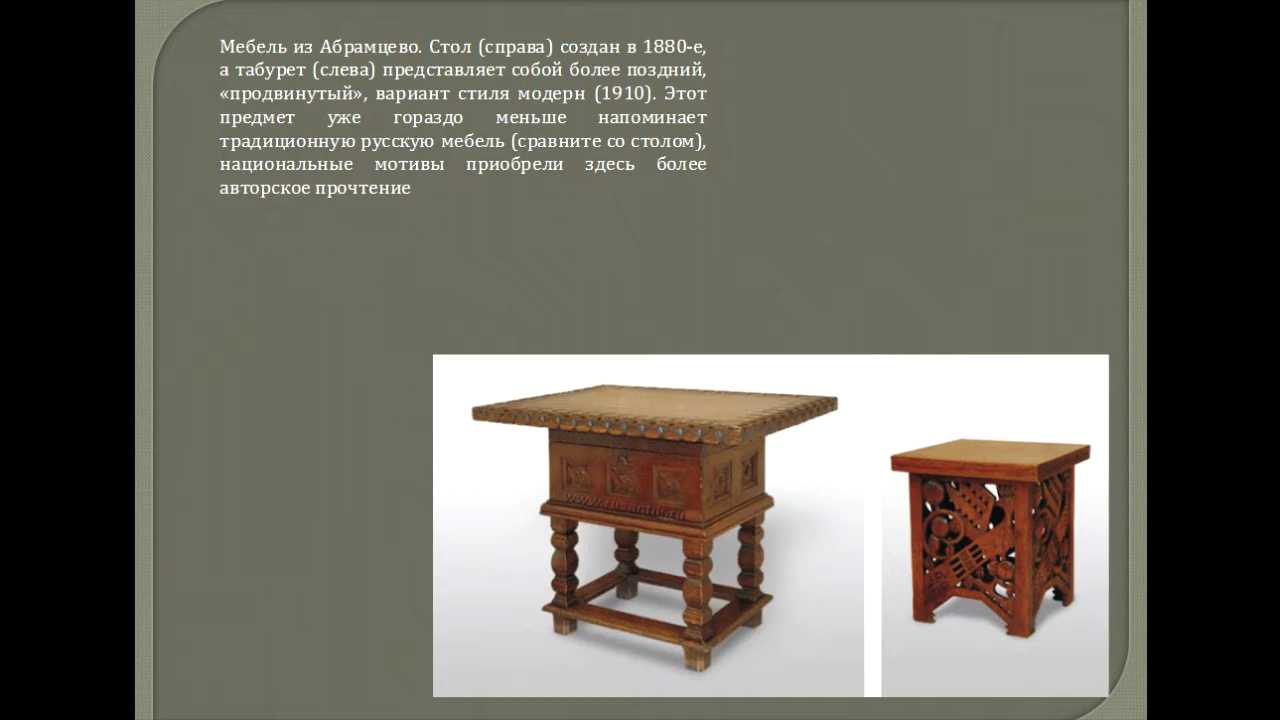 Мебель из Абрамцево. Стол (справа) создан в 1880-е,
а табурет (слева) представляет собой более поздний,
«продвинутый», вариант стиля модерн (1910). Этот
предмет уже гораздо меньше напоминает
традиционную русскую мебель (сравните со столом),
национальные мотивы приобрели здесь более
авторское прочтение